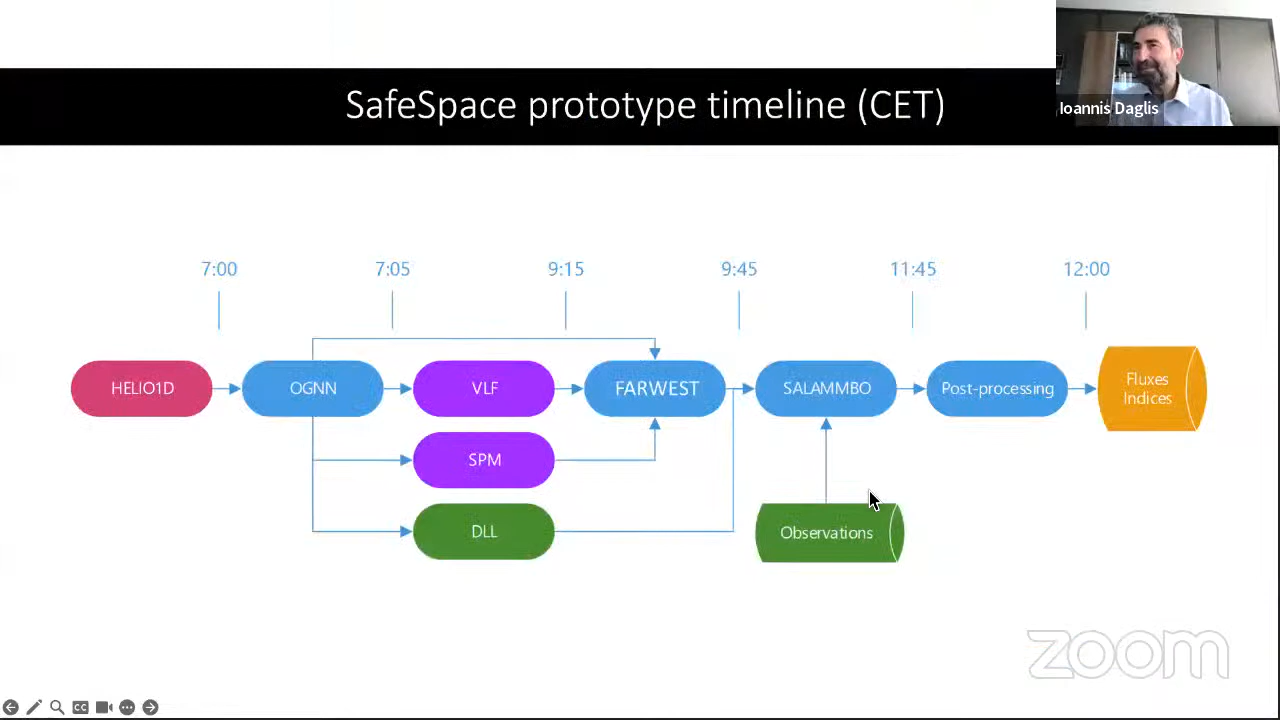 SafeSpace prototype timeline (CET)
Ioannis Daglis
7:00
7:05
9:15
9:45
11:45
12:00
HELIO1D
OGNN
VLF
FARWEST
SALAMMBO
Post-processing
Fluxes
Indices
SPM
DLL
Observations
zoom
CC